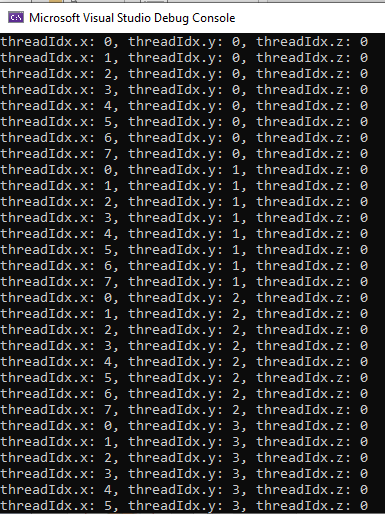 Microsoft Visual Studio Debug Console
threadIdx.x: 0, threadIdx.y: 0, threadIdx.z: 0
threadIdx.x: 1, threadIdx.y: 0, threadIdx.z: 0
threadIdx.x: 2, threadIdx.y: 0, threadIdx.z: 0
threadIdx.x: 3, threadIdx.y: 0, threadIdx.z: 0
threadIdx.x: 4, threadIdx.y: 0, threadIdx.z: 0
threadIdx.x: 5, threadIdx.y: 0, threadIdx.z: 0
threadIdx.x: 6, threadIdx.y: 0, threadIdx.z: 0
threadIdx.x: 7, threadIdx.y: 0, threadIdx.z: 0
threadIdx.x: 0, threadIdx.y: 1, threadIdx.z: 0
threadIdx.x: 1, threadIdx.y: 1, threadIdx.z: 0
threadIdx.x: 2, threadIdx.y: 1, threadIdx.z: 0
threadIdx.x: 3, threadIdx.y: 1, threadIdx.z: 0
threadIdx.x: 4, threadIdx.y: 1, threadIdx.z: 0
threadIdx.x: 5, threadIdx.y: 1, threadIdx.z: 0
threadIdx.x: 6, threadIdx.y: 1, threadIdx.z: 0
threadIdx.x: 7, threadIdx.y: 1, threadIdx.z: 0
threadIdx.x: 0, threadIdx.y: 2, threadIdx.z: 0
threadIdx.x: 1, threadIdx.y: 2, threadIdx.z: 0
threadIdx.x: 2, threadIdx.y: 2, threadIdx.z: 0
threadIdx.x: 3, threadIdx.y: 2, threadIdx.z: 0
threadIdx.x: 4, threadIdx.y: 2, threadIdx.z: 0
threadIdx.x: 5, threadIdx.y: 2, threadIdx.z: 0
threadIdx.x: 6, threadIdx.y: 2, threadIdx.z: 0
threadIdx.x: 7, threadIdx.y: 2, threadIdx.z: 0
threadIdx.x: 0, threadIdx.y: 3, threadIdx.z: 0
threadIdx.x: 1, threadIdx.y: 3, threadIdx.z: 0
threadIdx.x: 2, threadIdx.y: 3, threadIdx.z: 0
threadIdx.x: 3, threadIdx.y: 3, threadIdx.z: 0
threadIdx.x: 4, threadIdx.y: 3, threadIdx.z: 0
threadIdx.x: 5, threadIdx.y: 3, threadIdx.z: 0